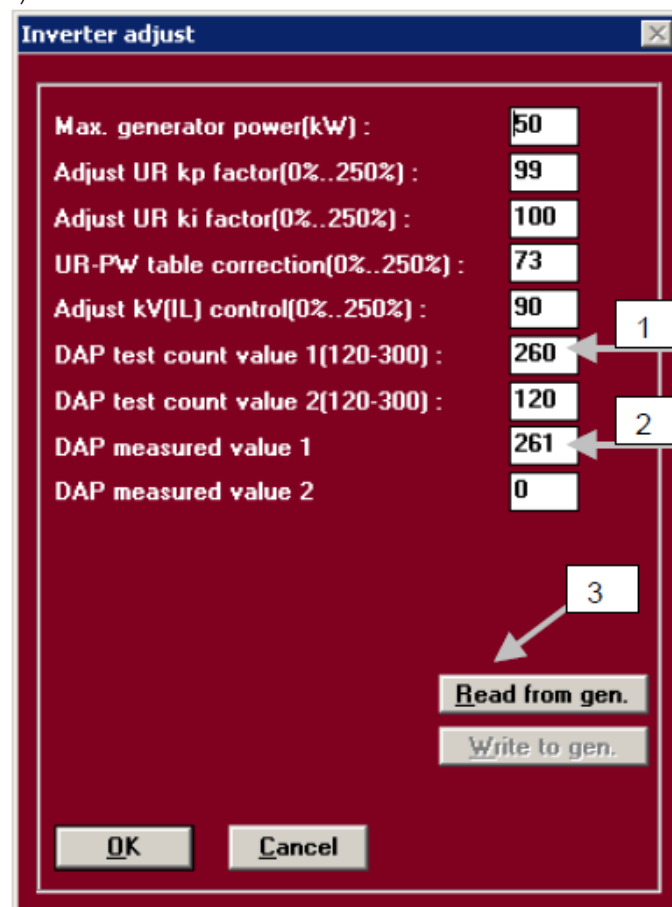 Inverter adjust
Max. generator power(kW) : 50
Adjust UR kp factor(0%..250%) : 99
Adjust UR ki factor(0%..250%) : 100
UR-PW table correction(0%..250%) : 73
Adjust kV(IL) control(0%..250%) : 90
1
DAP test count value 1(120-300) : 260
DAP test count value 2(120-300) : 120
2
DAP measured value 1 261
DAP measured value 2 0
3
Read from gen.
Write to gen.
OK Cancel